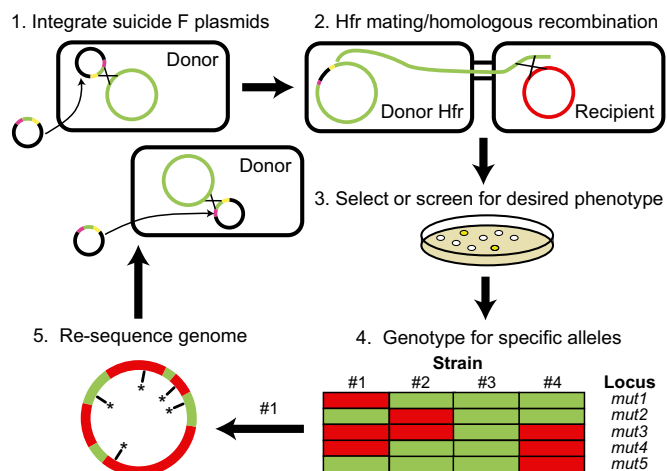 1. Integrate suicide F plasmids
Donor
2. Hfr mating/homologous recombination
Donor Hfr
Recipient
Donor
3. Select or screen for desired phenotype
4. Genotype for specific alleles
Strain
#1 #2 #3 #4 Locus
mut1
mut2
mut3
mut4
mut5
#1
5. Re-sequence genome
* * * * *